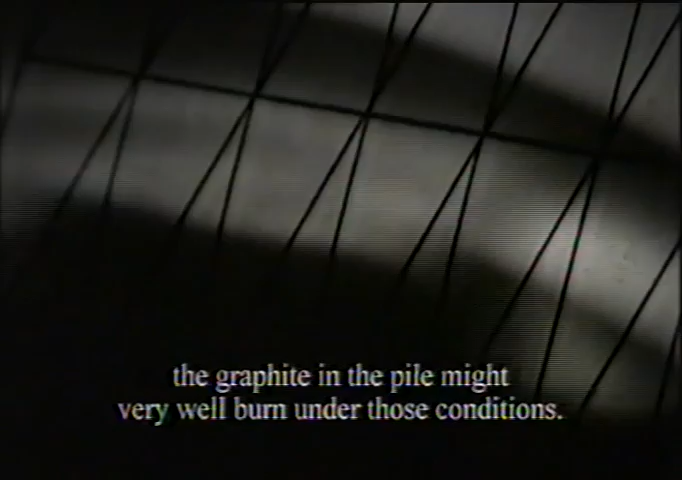 the graphite in the pile might
very well burn under those conditions.